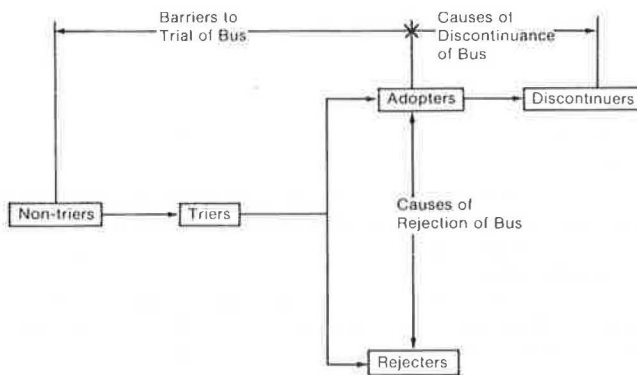 Barriers to
Trial of Bus
Causes of
Discontinuance
of Bus
Adopters
Discontinuers
Non-triers
Triers
Causes of
Rejection of Bus
Rejecters